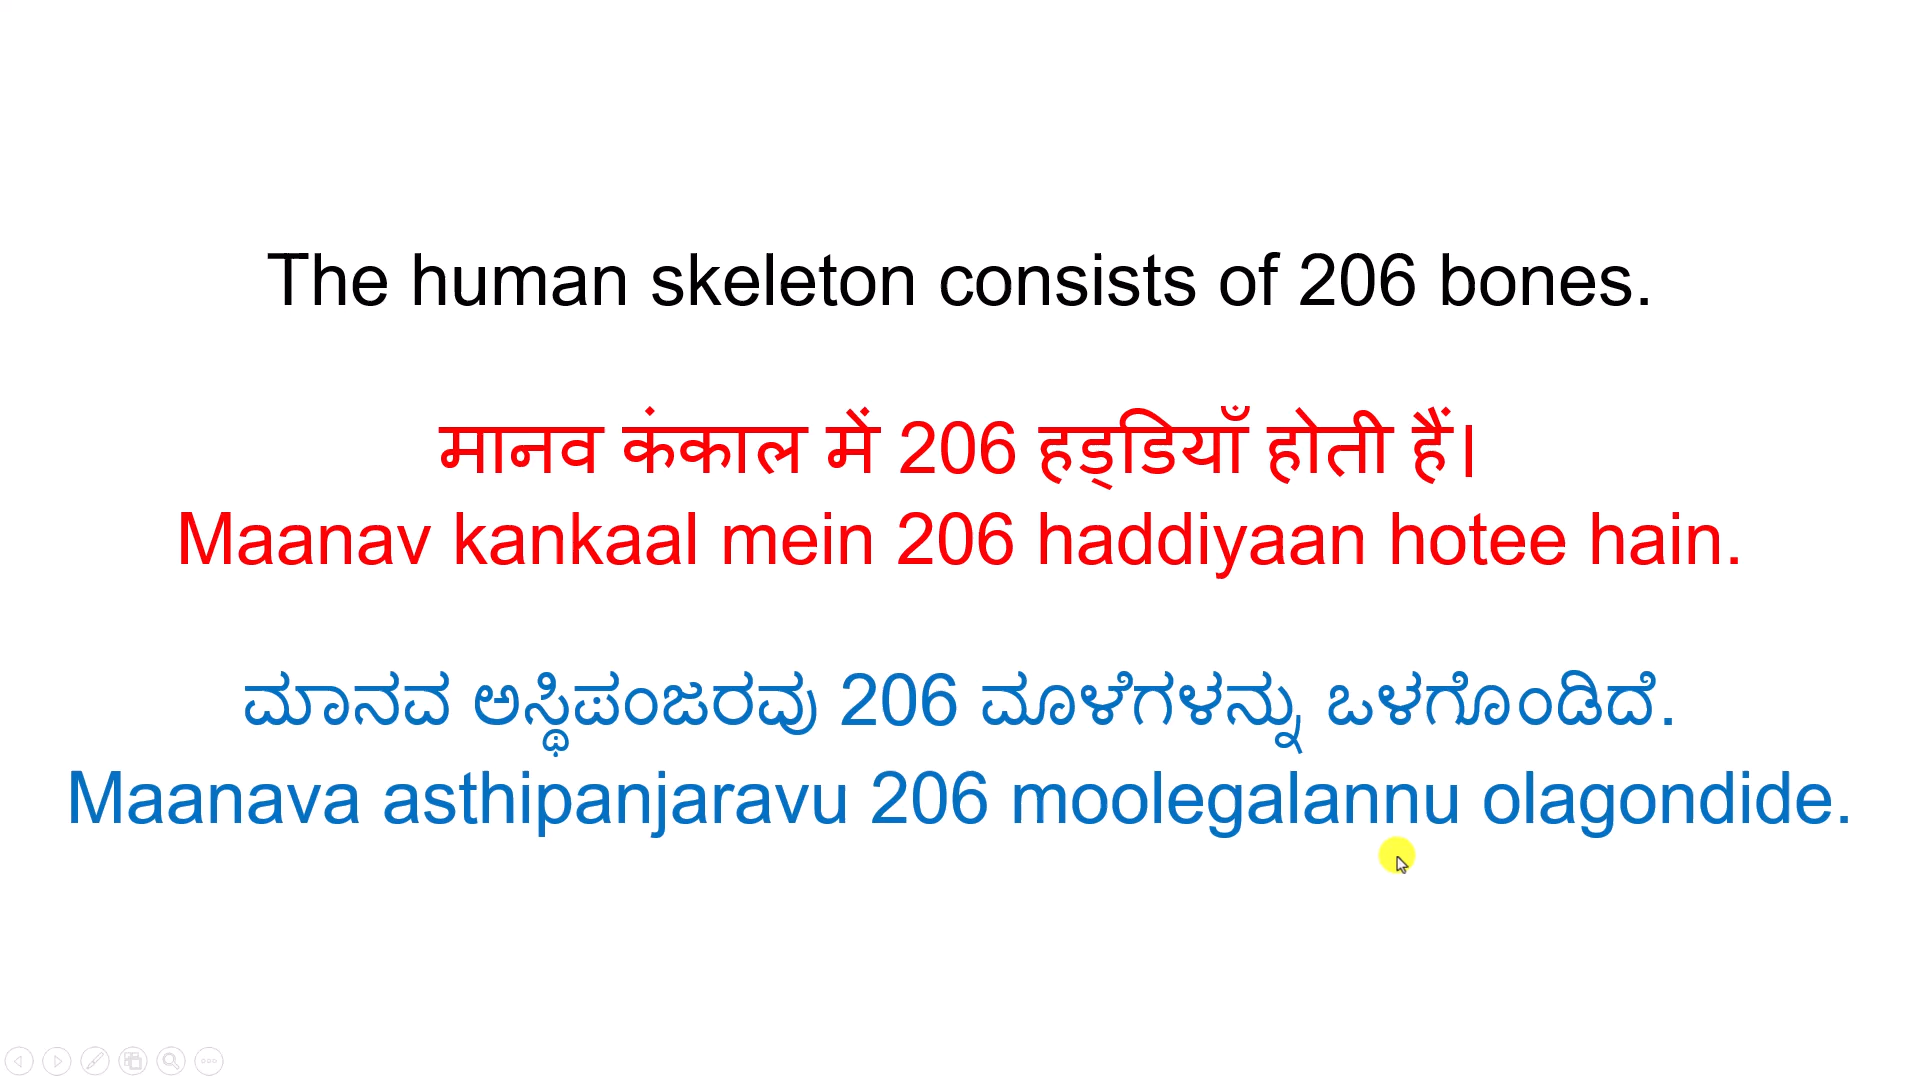 The human skeleton consists of 206 bones.
मानव कंकाल में 206 हड्डियाँ होती हैं।
Maanav kankaal mein 206 haddiyaan hotee hain.
ಮಾನವ ಅಸ್ಥಿಪಂಜರವು 206 ಮೂಳೆಗಳನ್ನು ಒಳಗೊಂಡಿದೆ.
Maanava asthipanjaravu 206 moolegalannu olagondide.